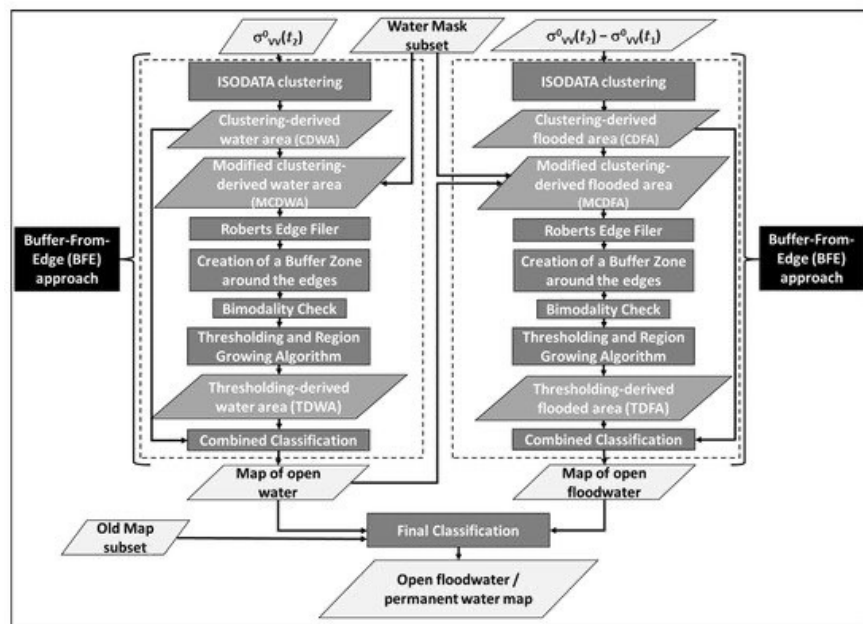 σ⁰VV(t₂)
Water Mask
subset
σ⁰VV(t₂) − σ⁰VV(t₁)
ISODATA clustering
Clustering-derived
water area (CDWA)
Modified clustering-
derived water area
(MCDWA)
Roberts Edge Filer
Creation of a Buffer Zone
around the edges
Bimodality Check
Thresholding and Region
Growing Algorithm
Thresholding-derived
water area (TDWA)
Combined Classification
Map of open
water
Buffer-From-
Edge (BFE)
approach
ISODATA clustering
Clustering-derived
flooded area (CDFA)
Modified clustering-
derived flooded area
(MCDFA)
Roberts Edge Filer
Creation of a Buffer Zone
around the edges
Bimodality Check
Thresholding and Region
Growing Algorithm
Thresholding-derived
flooded area (TDFA)
Combined Classification
Map of open
floodwater
Buffer-From-
Edge (BFE)
approach
Old Map
subset
Final Classification
Open floodwater /
permanent water map